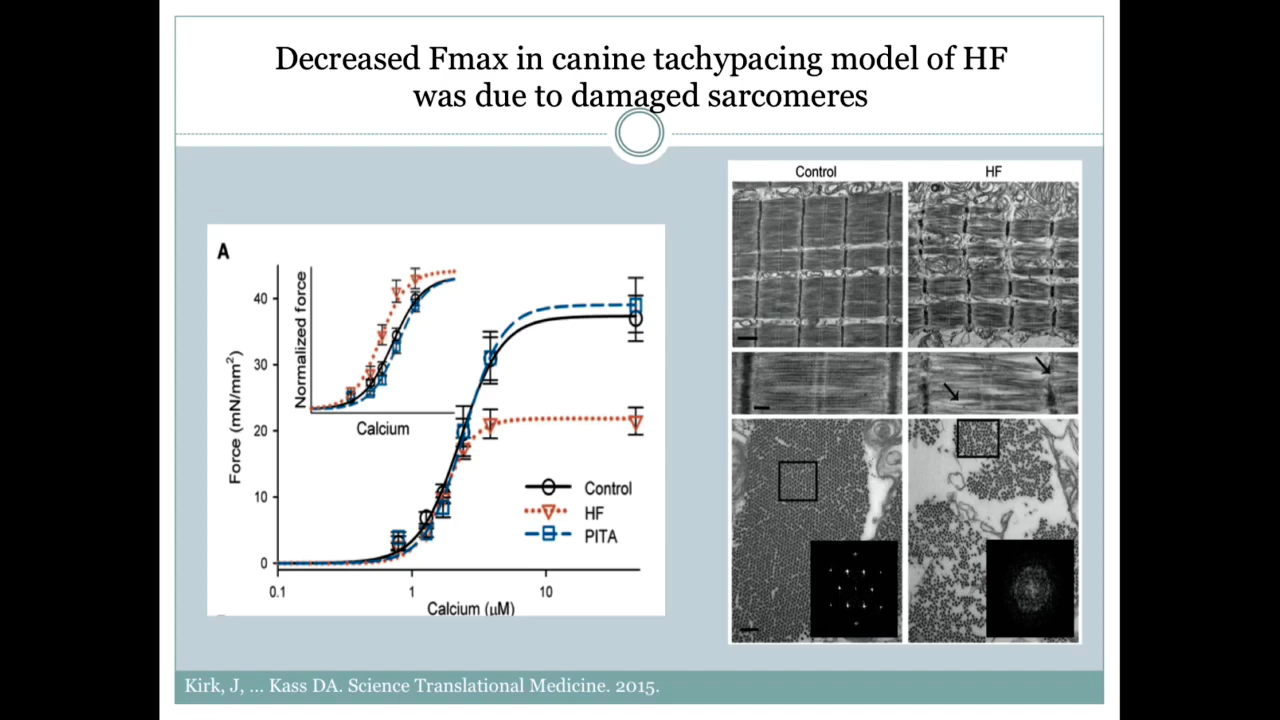 Decreased Fmax in canine tachypacing model of HF
was due to damaged sarcomeres
A
Normalized force
Calcium
Force (mN/mm²)
40
30
20
10
0
0.1
1
10
Calcium (μM)
Control
HF
PITA
Control
HF
Kirk, J, ... Kass DA. Science Translational Medicine. 2015.